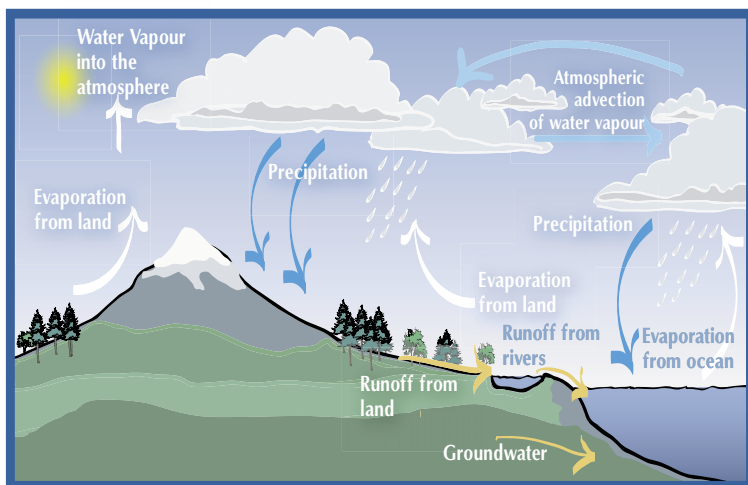 Water Vapour
into the
atmosphere
Atmospheric
advection
of water vapour
Precipitation
Evaporation
from land
Precipitation
Evaporation
from land
Runoff from
rivers
Evaporation
from ocean
Runoff from
land
Groundwater